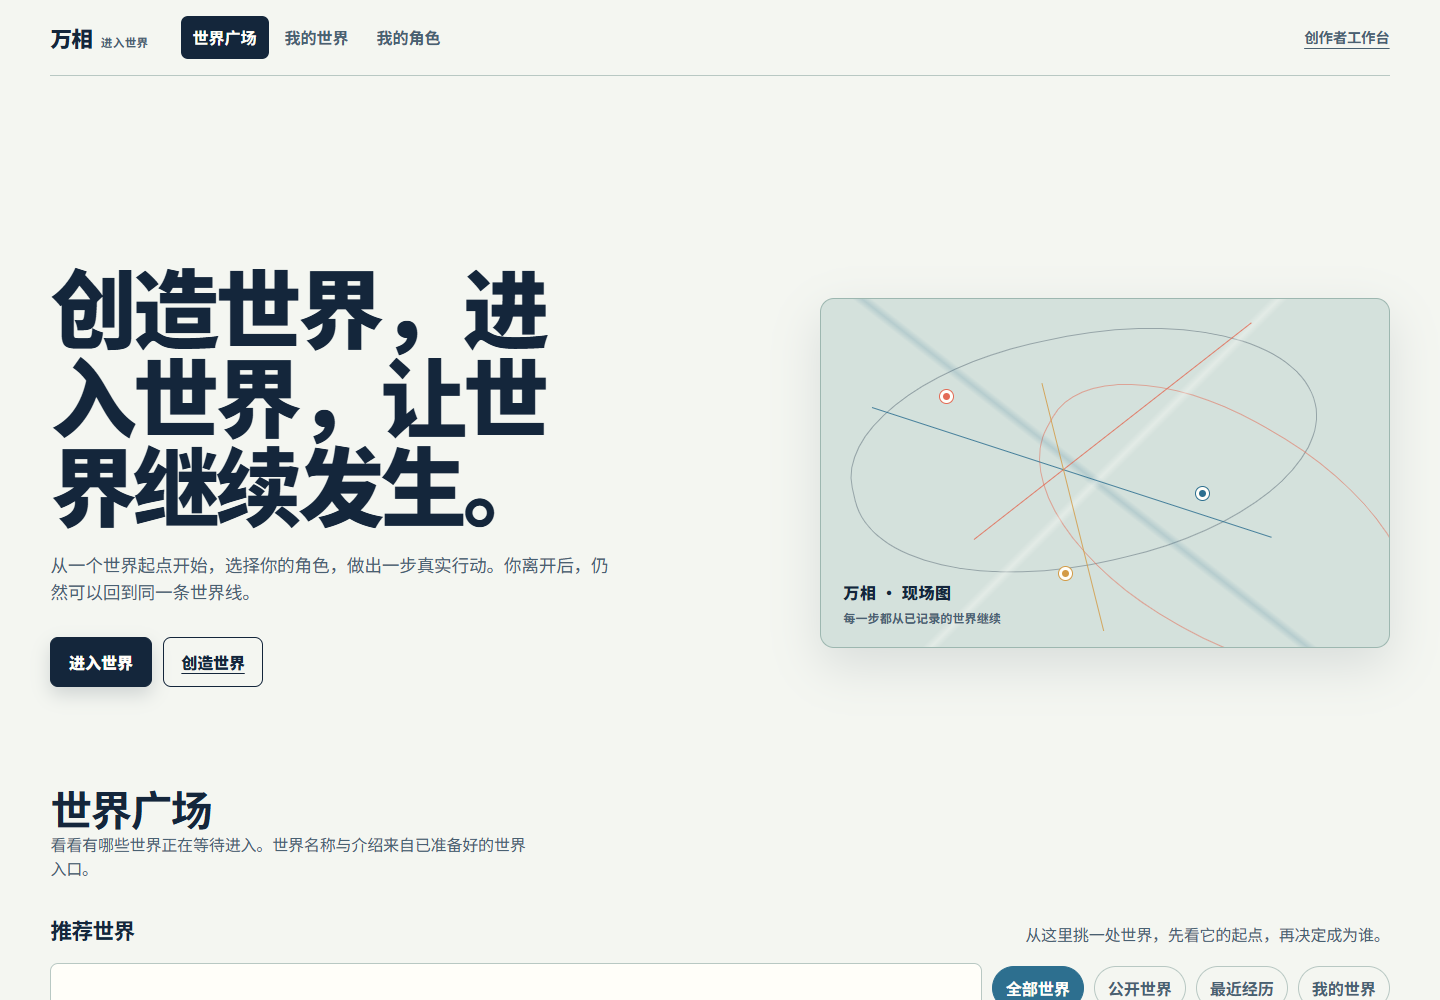 万相 进入世界 世界广场 我的世界 我的角色 创作者工作台
创造世界，进
入世界，让世
界继续发生。
从一个世界起点开始，选择你的角色，做出一步真实行动。你离开后，仍
然可以回到同一条世界线。
进入世界 创造世界
万相 · 现场图
每一步都从已记录的世界继续
世界广场
看看有哪些世界正在等待进入。世界名称与介绍来自已准备好的世界
入口。
推荐世界
从这里挑一处世界，先看它的起点，再决定成为谁。
全部世界 公开世界 最近经历 我的世界